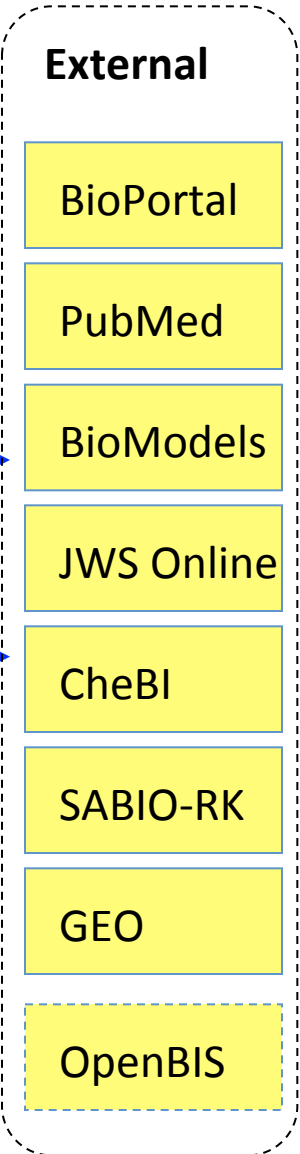 External
BioPortal
PubMed
BioModels
JWS Online
CheBI
SABIO-RK
GEO
OpenBIS